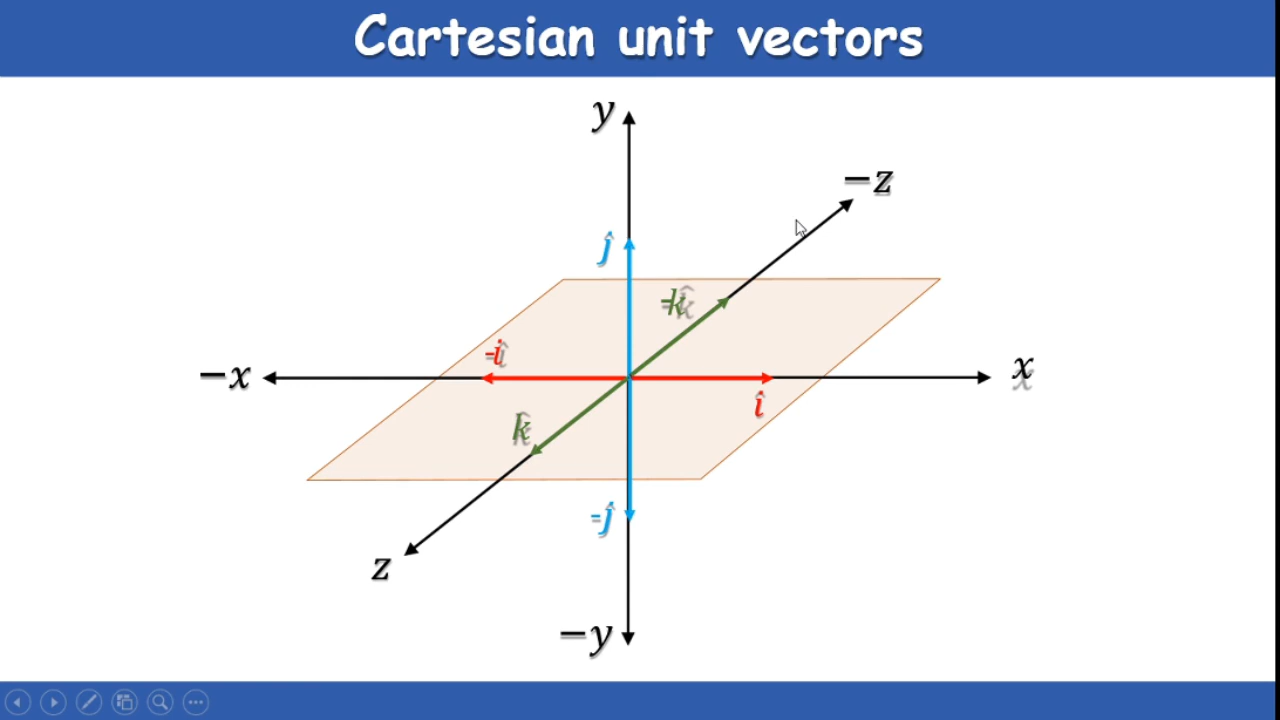 Cartesian unit vectors
y
−z
ĵ
-k̂
-î
−x
x
î
k̂
-ĵ
z
−y